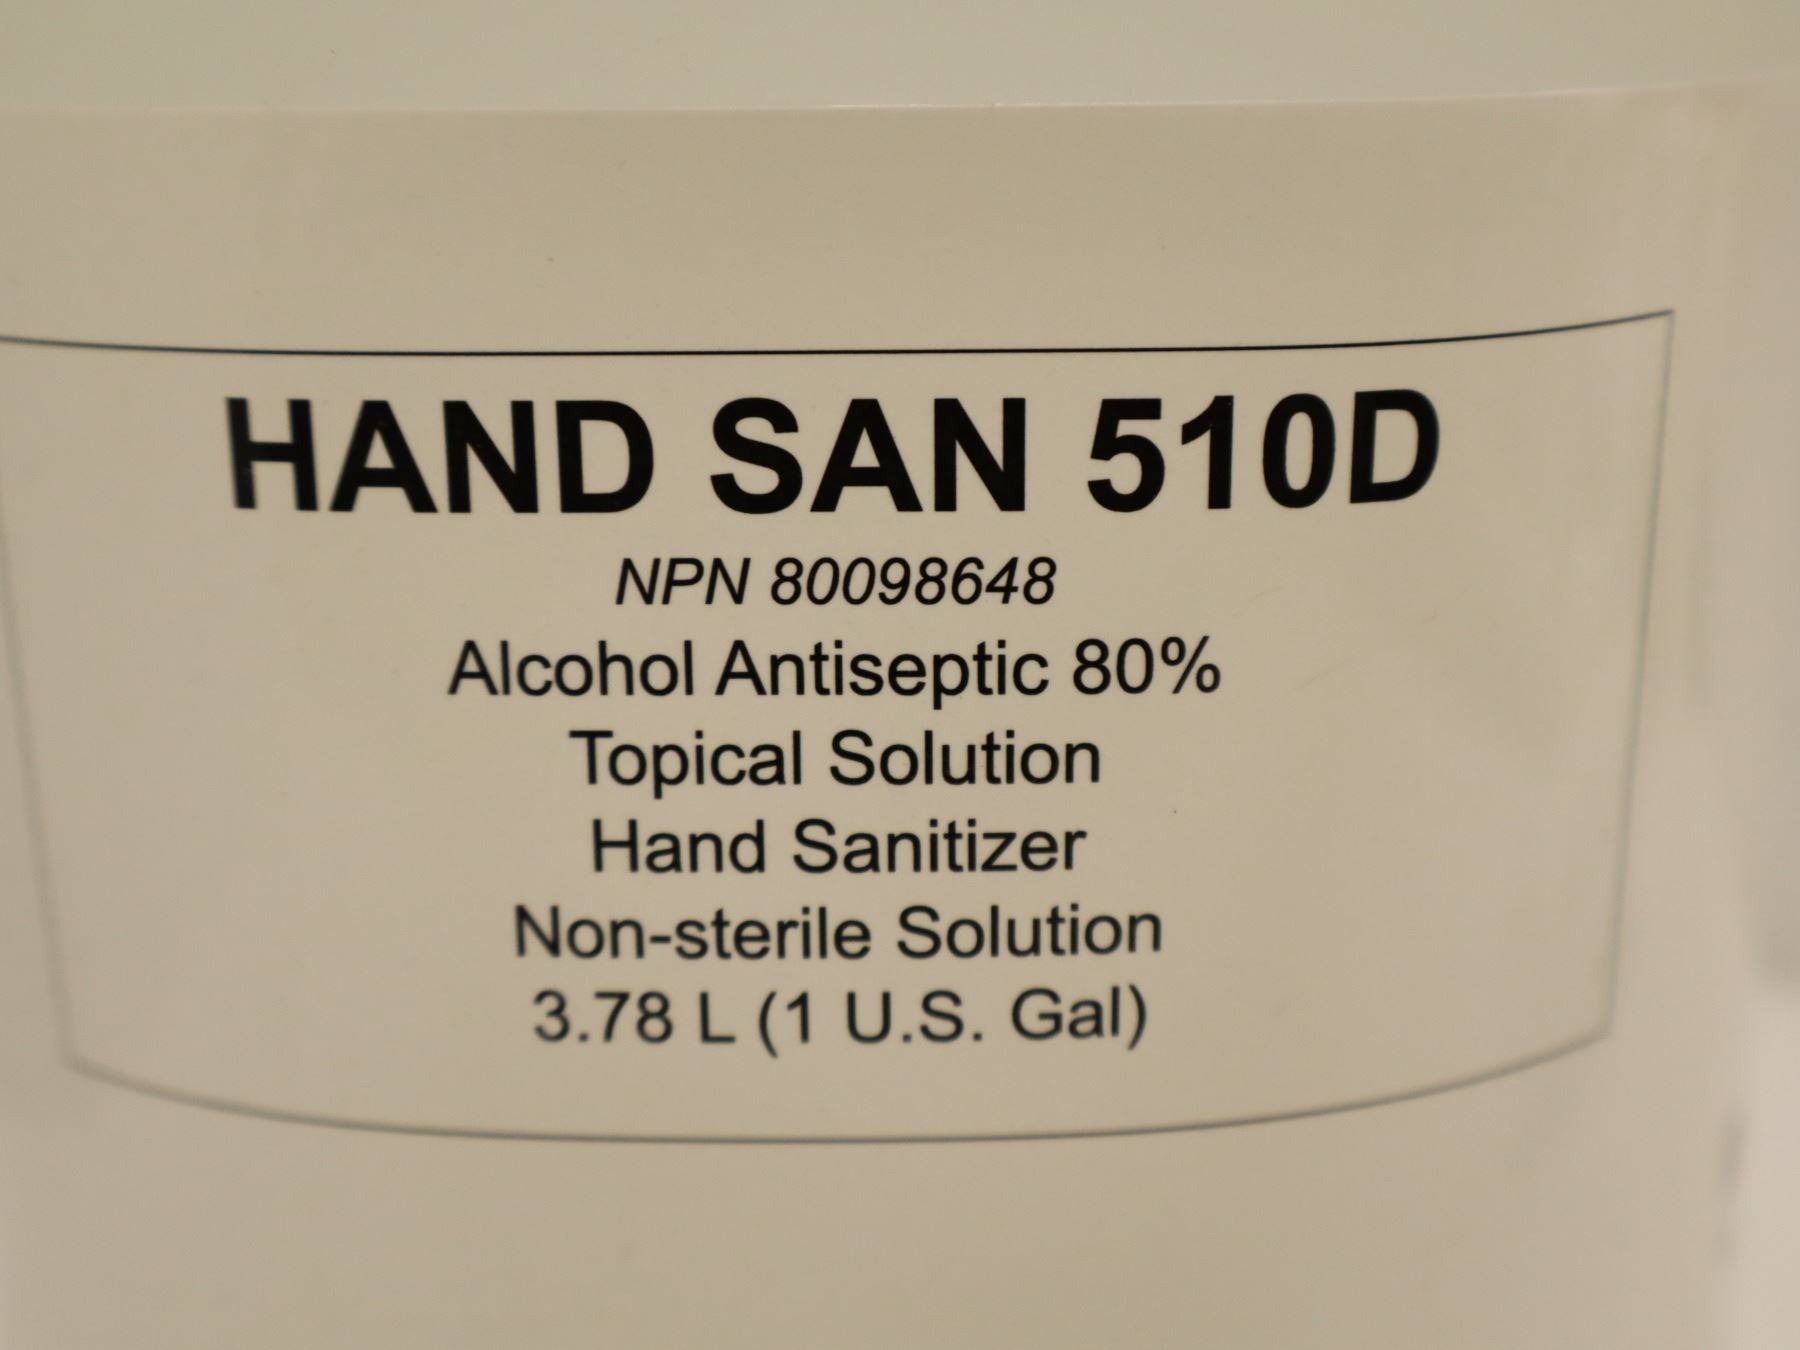 HAND SAN 510D
NPN 80098648
Alcohol Antiseptic 80%
Topical Solution
Hand Sanitizer
Non-sterile Solution
3.78 L (1 U.S. Gal)